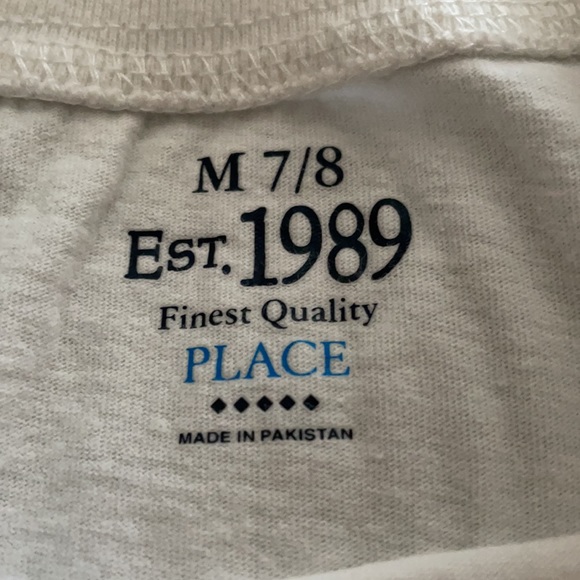 M 7/8
EST. 1989
Finest Quality
PLACE
◆◆◆◆◆
MADE IN PAKISTAN